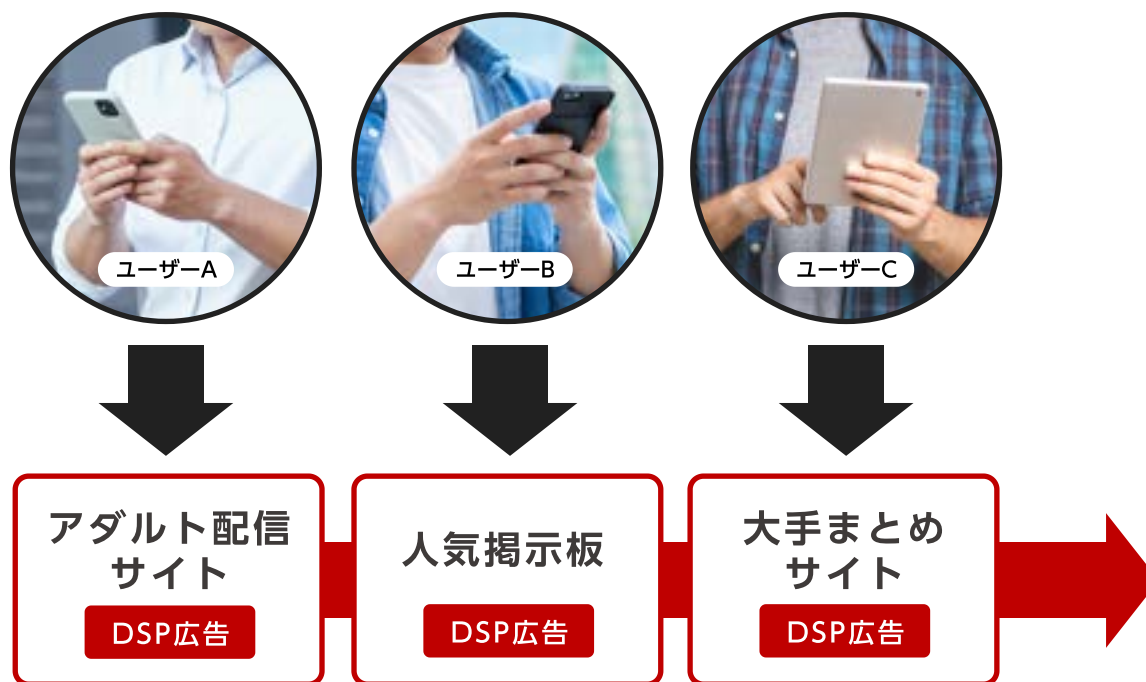 ユーザーA
ユーザーB
ユーザーC
アダルト配信
サイト
DSP広告
人気掲示板
DSP広告
大手まとめ
サイト
DSP広告